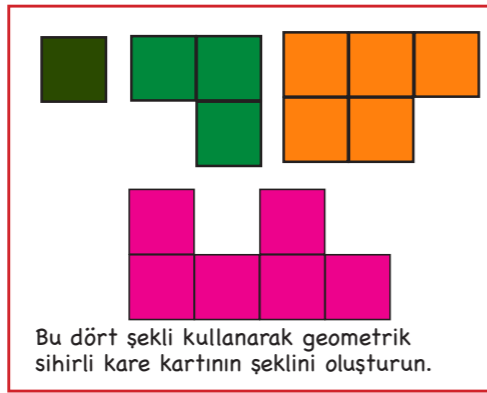 Bu dört şekli kullanarak geometrik
sihirli kare kartının şeklini oluşturun.